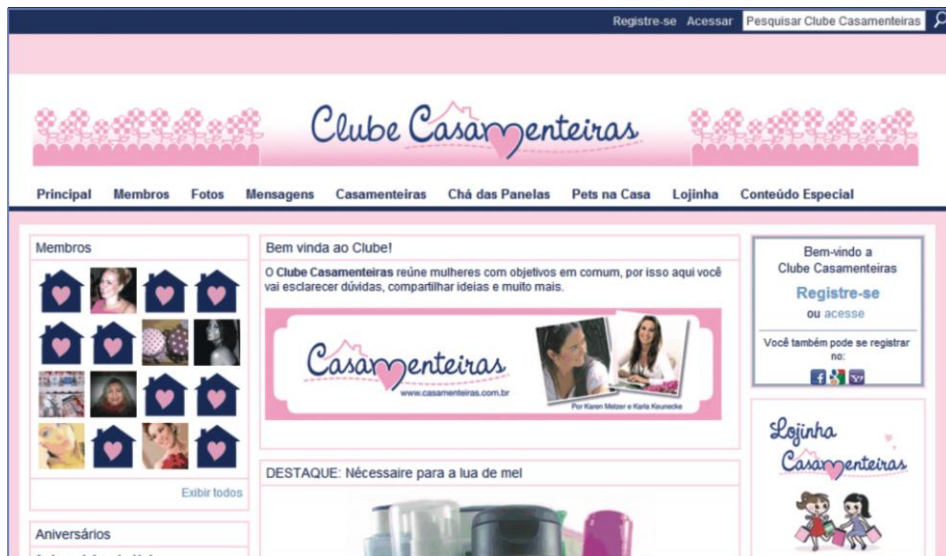 Registre-se Acessar Pesquisar Clube Casamenteiras
Clube Casamenteiras
Principal Membros Fotos Mensagens Casamenteiras Chá das Panelas Pets na Casa Lojinha Conteúdo Especial
Membros
Exibir todos
Aniversários
Bem vinda ao Clube!
O Clube Casamenteiras reúne mulheres com objetivos em comum, por isso aqui você
vai esclarecer dúvidas, compartilhar ideias e muito mais.
Casamenteiras
www.casamenteiras.com.br
Por Karen Metzer e Karla Keunecke
DESTAQUE: Nécessaire para a lua de mel
Bem-vindo a
Clube Casamenteiras
Registre-se
ou acesse
Você também pode se registrar
no:
Lojinha
Casamenteiras